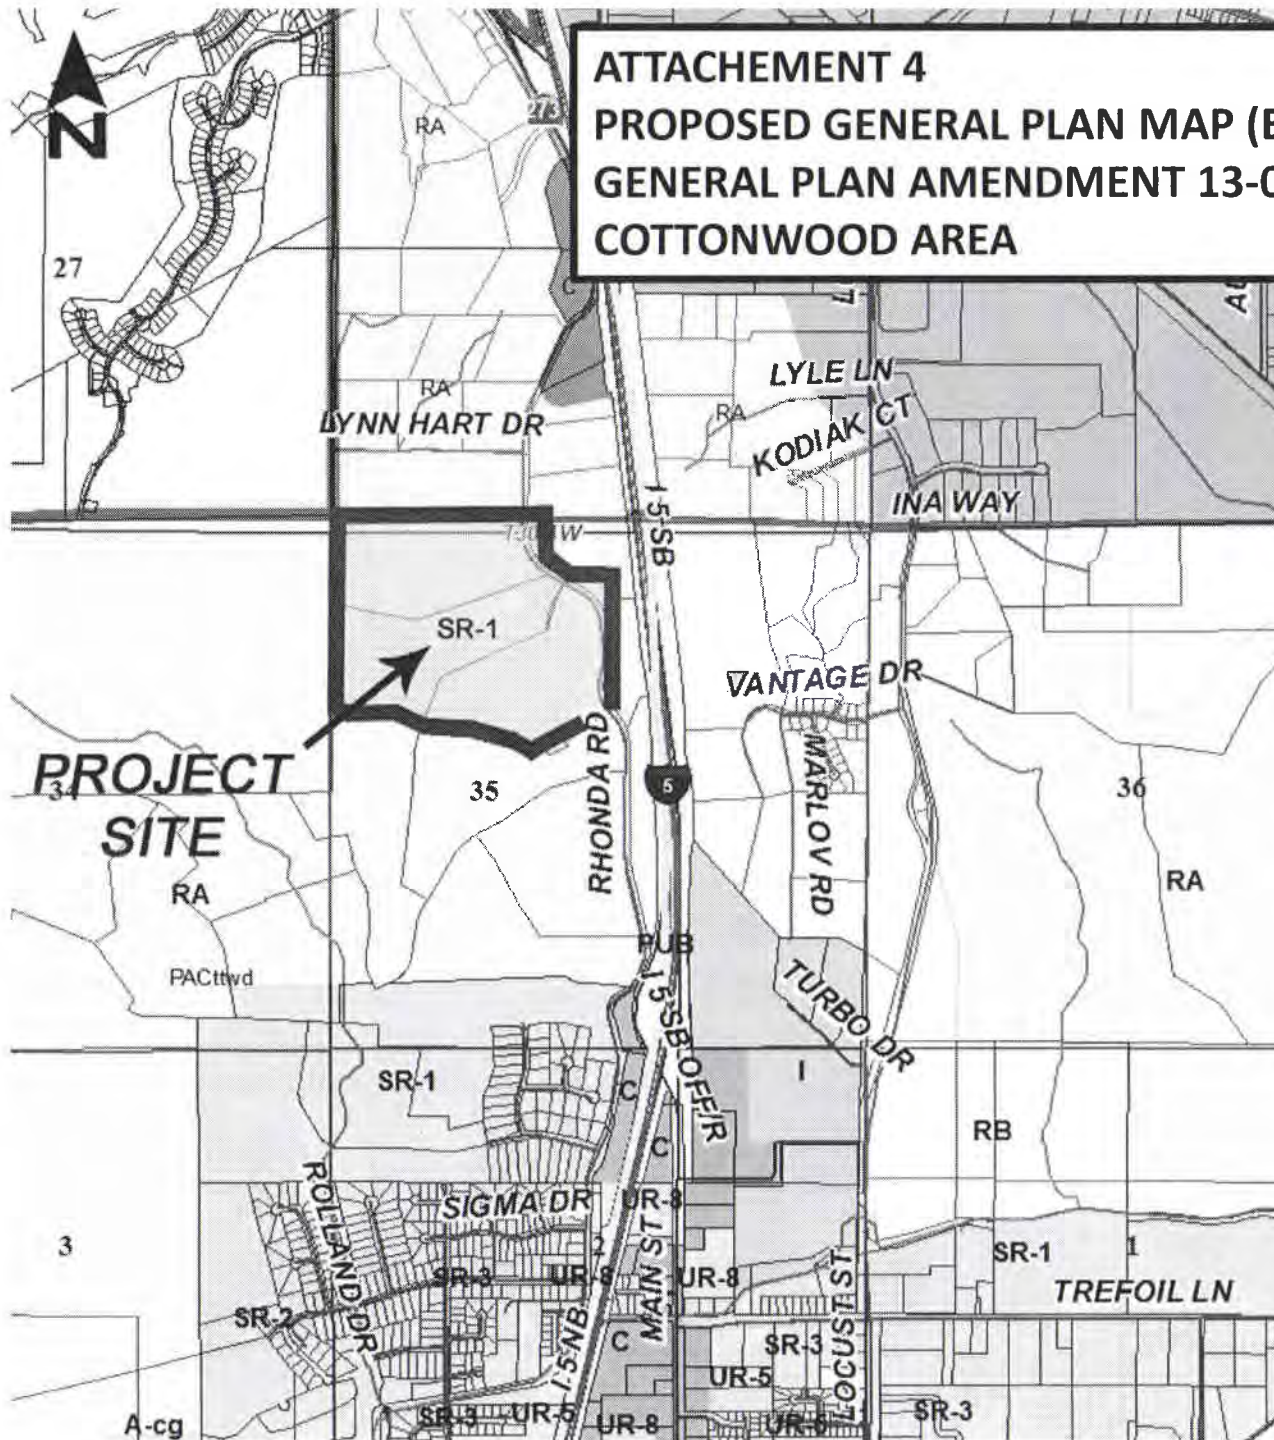 ATTACHEMENT 4
PROPOSED GENERAL PLAN MAP (E
GENERAL PLAN AMENDMENT 13-0
COTTONWOOD AREA
N
273
RA
27
C
LYLE LN
RA
RA
LYNN HART DR
KODIAK CT
INA WAY
I 5-SB
SR-1
VANTAGE DR
PROJECT
SITE
34
35
RHONDA RD
5
MARLOV RD
36
RA
RA
PUB
PACttwd
TURBO DR
I 5-SB OFF/R
SR-1
C
I
C
RB
ROLLAND DR
SIGMA DR
UR-8
3
2
MAIN ST
SR-1
1
SR-3
UR-8
UR-8
LOCUST ST
TREFOIL LN
SR-2
I 5-NB
C
SR-3
UR-5
A-cg
SR-3
UR-5
UR-8
SR-3